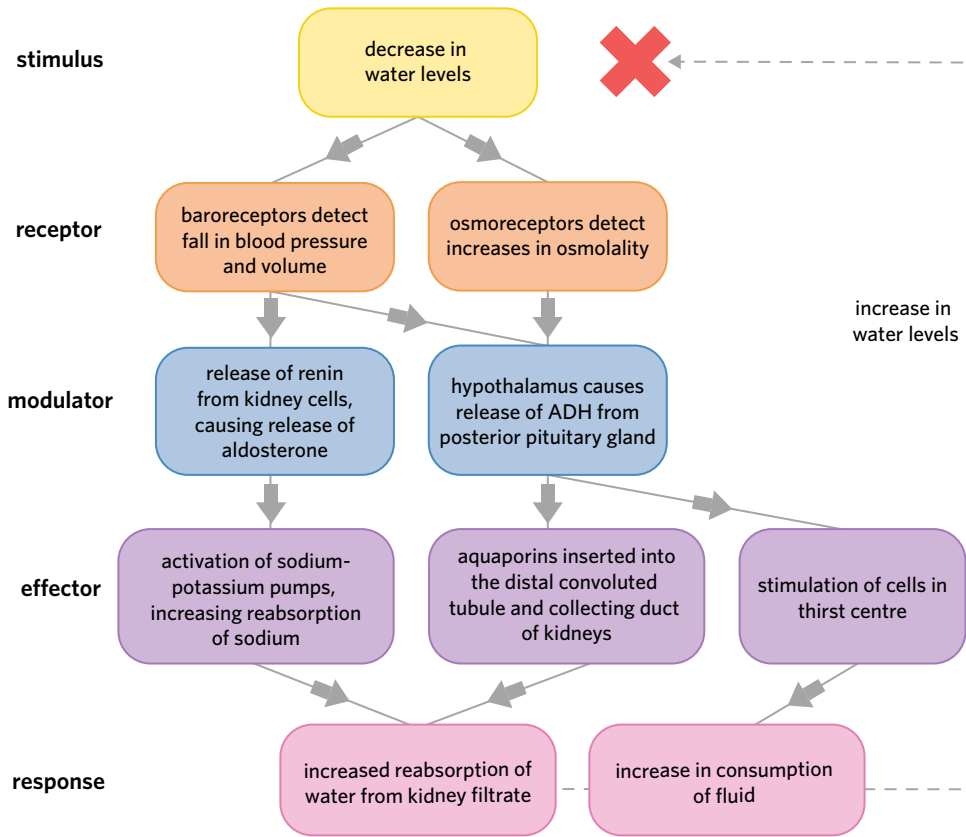 stimulus
decrease in
water levels
receptor
baroreceptors detect
fall in blood pressure
and volume
osmoreceptors detect
increases in osmolality
increase in
water levels
modulator
release of renin
from kidney cells,
causing release of
aldosterone
hypothalamus causes
release of ADH from
posterior pituitary gland
effector
activation of sodium-
potassium pumps,
increasing reabsorption
of sodium
aquaporins inserted into
the distal convoluted
tubule and collecting duct
of kidneys
stimulation of cells in
thirst centre
response
increased reabsorption of
water from kidney filtrate
increase in consumption
of fluid